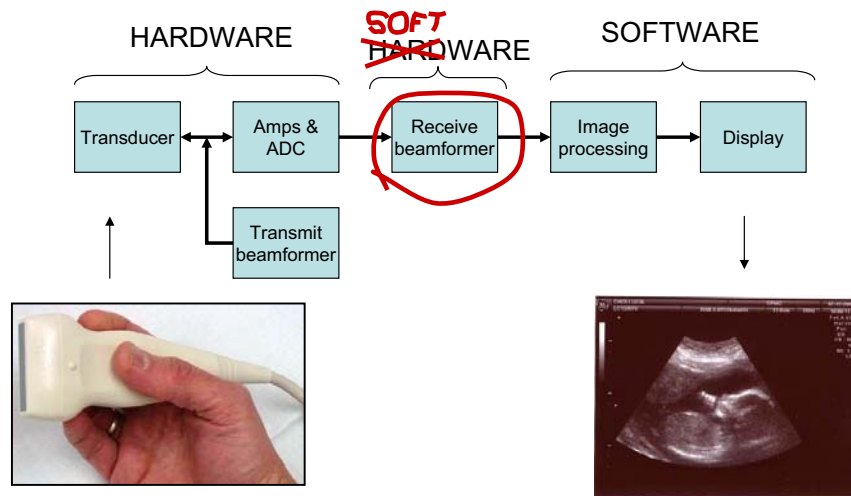 SOFT
HARDWARE HARDWARE SOFTWARE
Transducer
Amps &
ADC
Receive
beamformer
Image
processing
Display
Transmit
beamformer